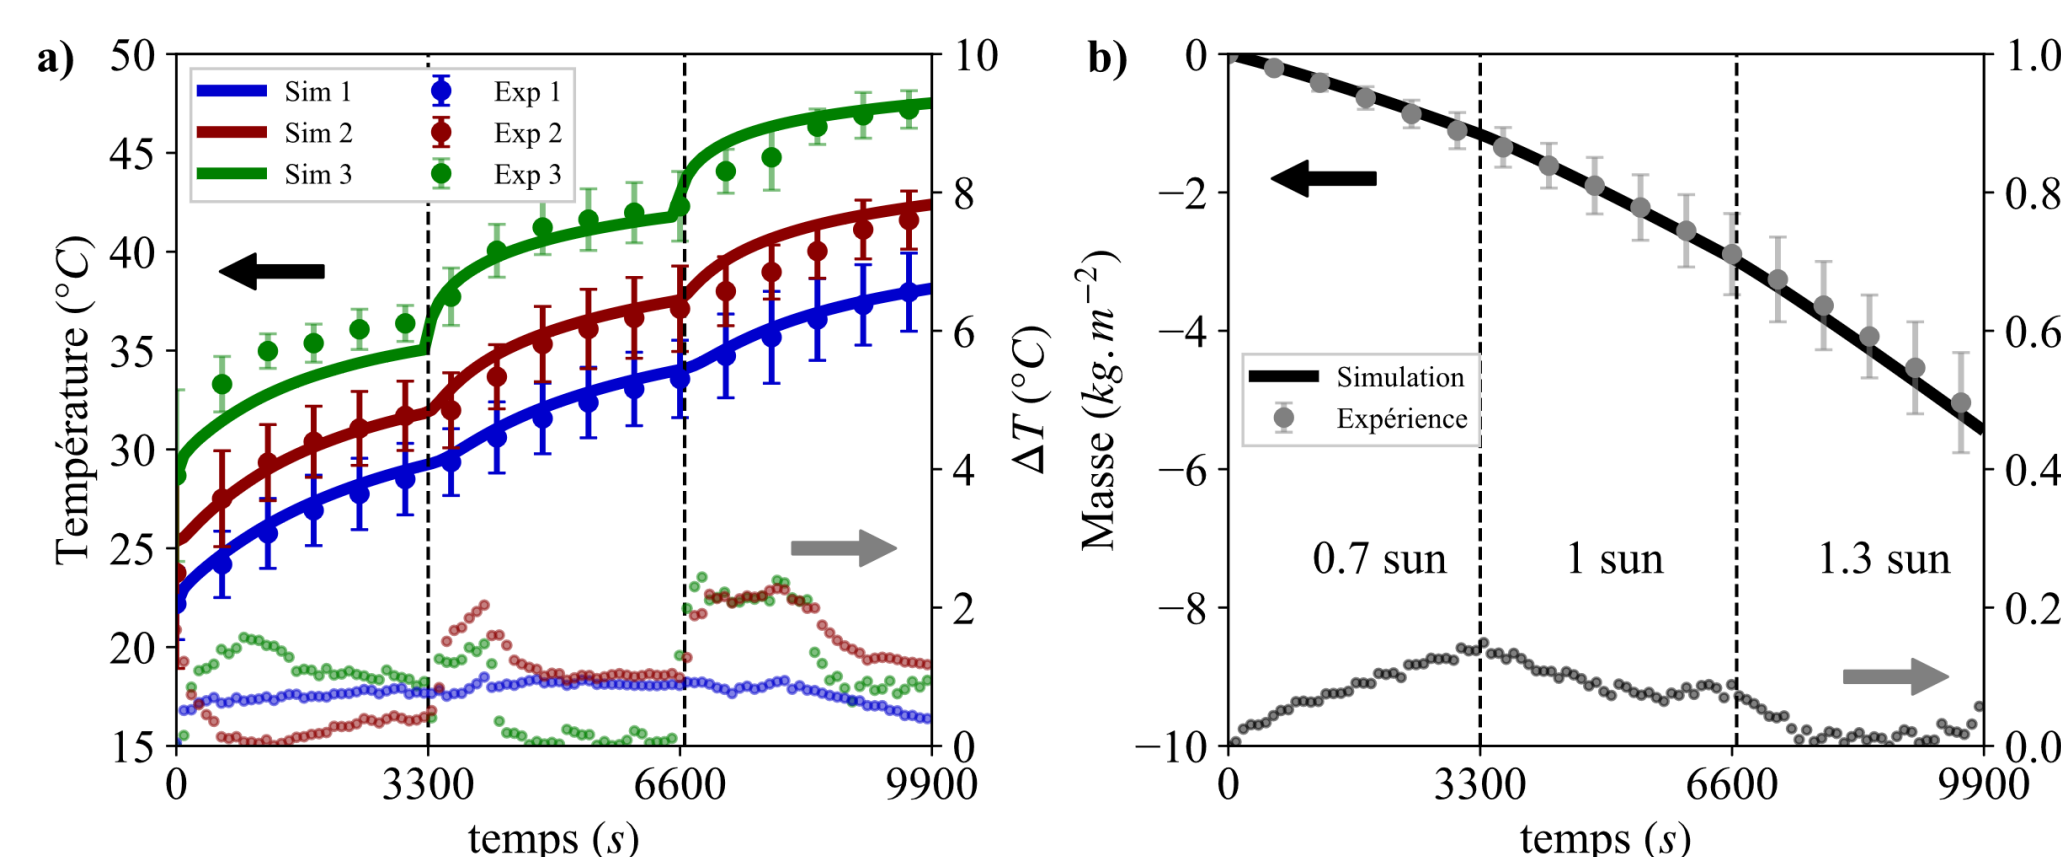 a)
50
45
40
35
30
25
20
15
Température (°C)
Sim 1
Sim 2
Sim 3
Exp 1
Exp 2
Exp 3
10
8
6
4
2
0
ΔT (°C)
0
3300
6600
9900
temps (s)
b)
0
−2
−4
−6
−8
−10
Masse (kg.m⁻²)
Simulation
Expérience
0.7 sun
1 sun
1.3 sun
1.0
0.8
0.6
0.4
0.2
0.0
0
3300
6600
9900
temps (s)